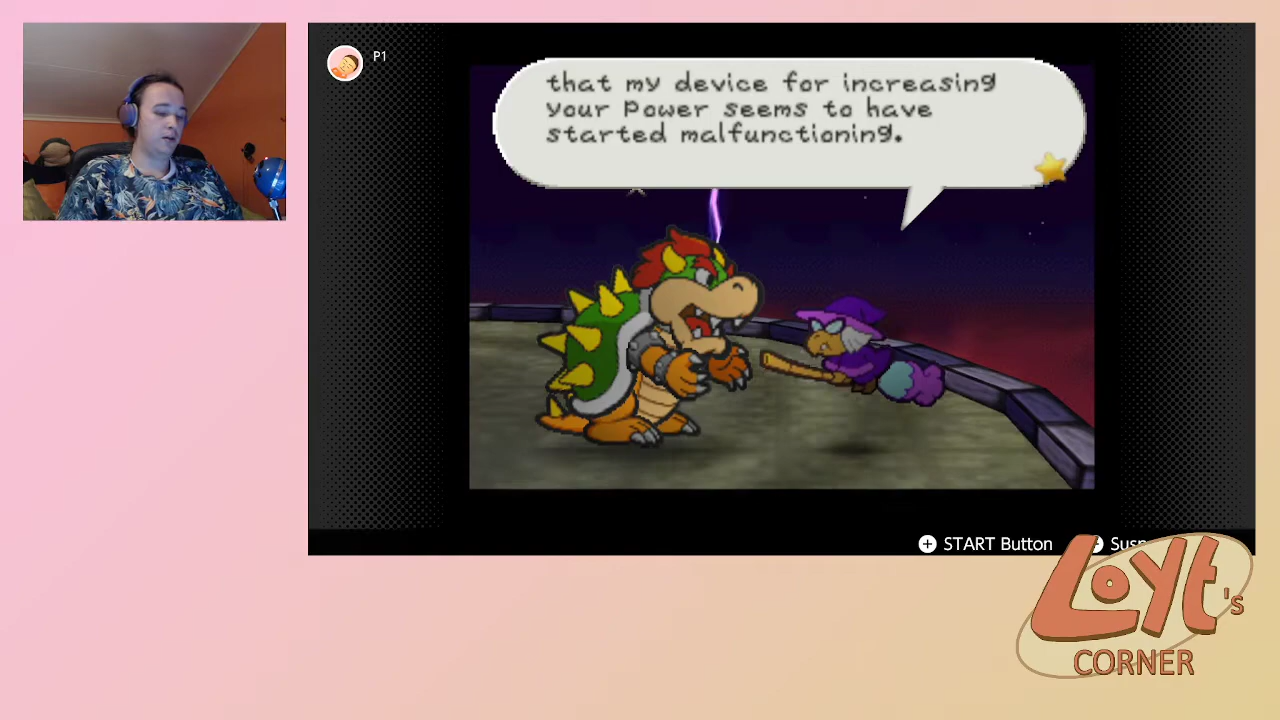 P1
that my device for increasing
your Power seems to have
started malfunctioning.
START Button
Loyt's
CORNER